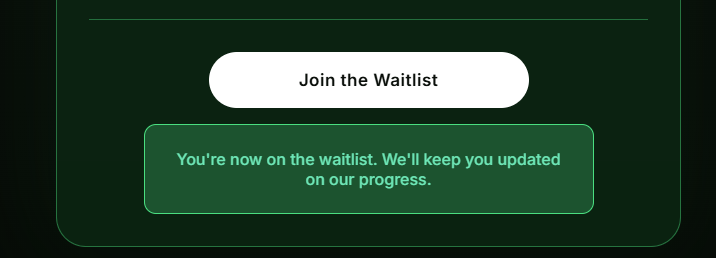 Join the Waitlist
You're now on the waitlist. We'll keep you updated
on our progress.